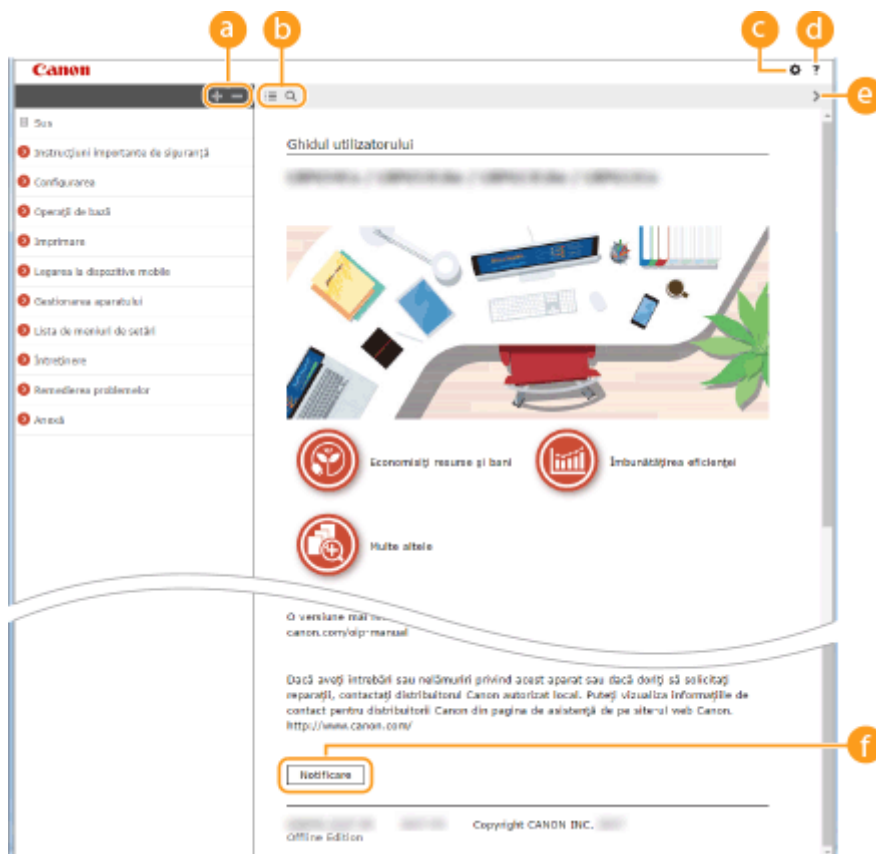 a
b
c
d
Canon
?
e
Sus
Instrucțiuni importante de siguranță
Configurarea
Operații de bază
Imprimare
Legarea la dispozitive mobile
Gestionarea aparatului
Lista de meniuri de setări
Întreținere
Remedierea problemelor
Anexă
Ghidul utilizatorului
Economisiți resurse și bani
Îmbunătățirea eficienței
Multe altele
O versiune mai
canon.com/oip-manual
Dacă aveți întrebări sau nelămuriri privind acest aparat sau dacă doriți să solicitați
reparații, contactați distribuitorul Canon autorizat local. Puteți vizualiza informațiile de
contact pentru distribuitorii Canon din pagina de asistență de pe site-ul web Canon.
http://www.canon.com/
f
Notificare
Copyright CANON INC.
Offline Edition